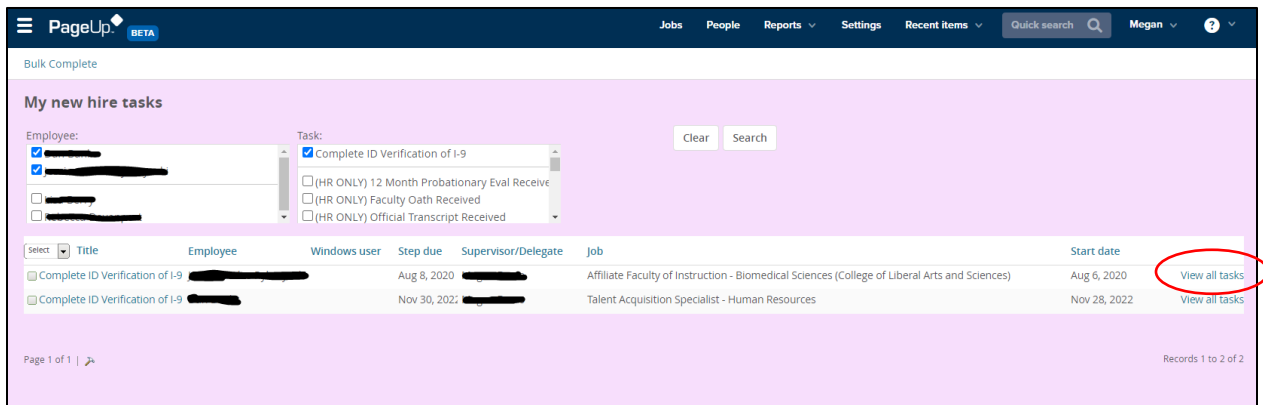 PageUp. BETA Jobs People Reports Settings Recent items Quick search Megan ?
Bulk Complete
My new hire tasks
Employee: Task: Clear Search
Complete ID Verification of I-9
(HR ONLY) 12 Month Probationary Eval Receive
(HR ONLY) Faculty Oath Received
(HR ONLY) Official Transcript Received
Select Title Employee Windows user Step due Supervisor/Delegate Job Start date
Complete ID Verification of I-9 Aug 8, 2020 Affiliate Faculty of Instruction - Biomedical Sciences (College of Liberal Arts and Sciences) Aug 6, 2020 View all tasks
Complete ID Verification of I-9 Nov 30, 2022 Talent Acquisition Specialist - Human Resources Nov 28, 2022 View all tasks
Page 1 of 1 | Records 1 to 2 of 2